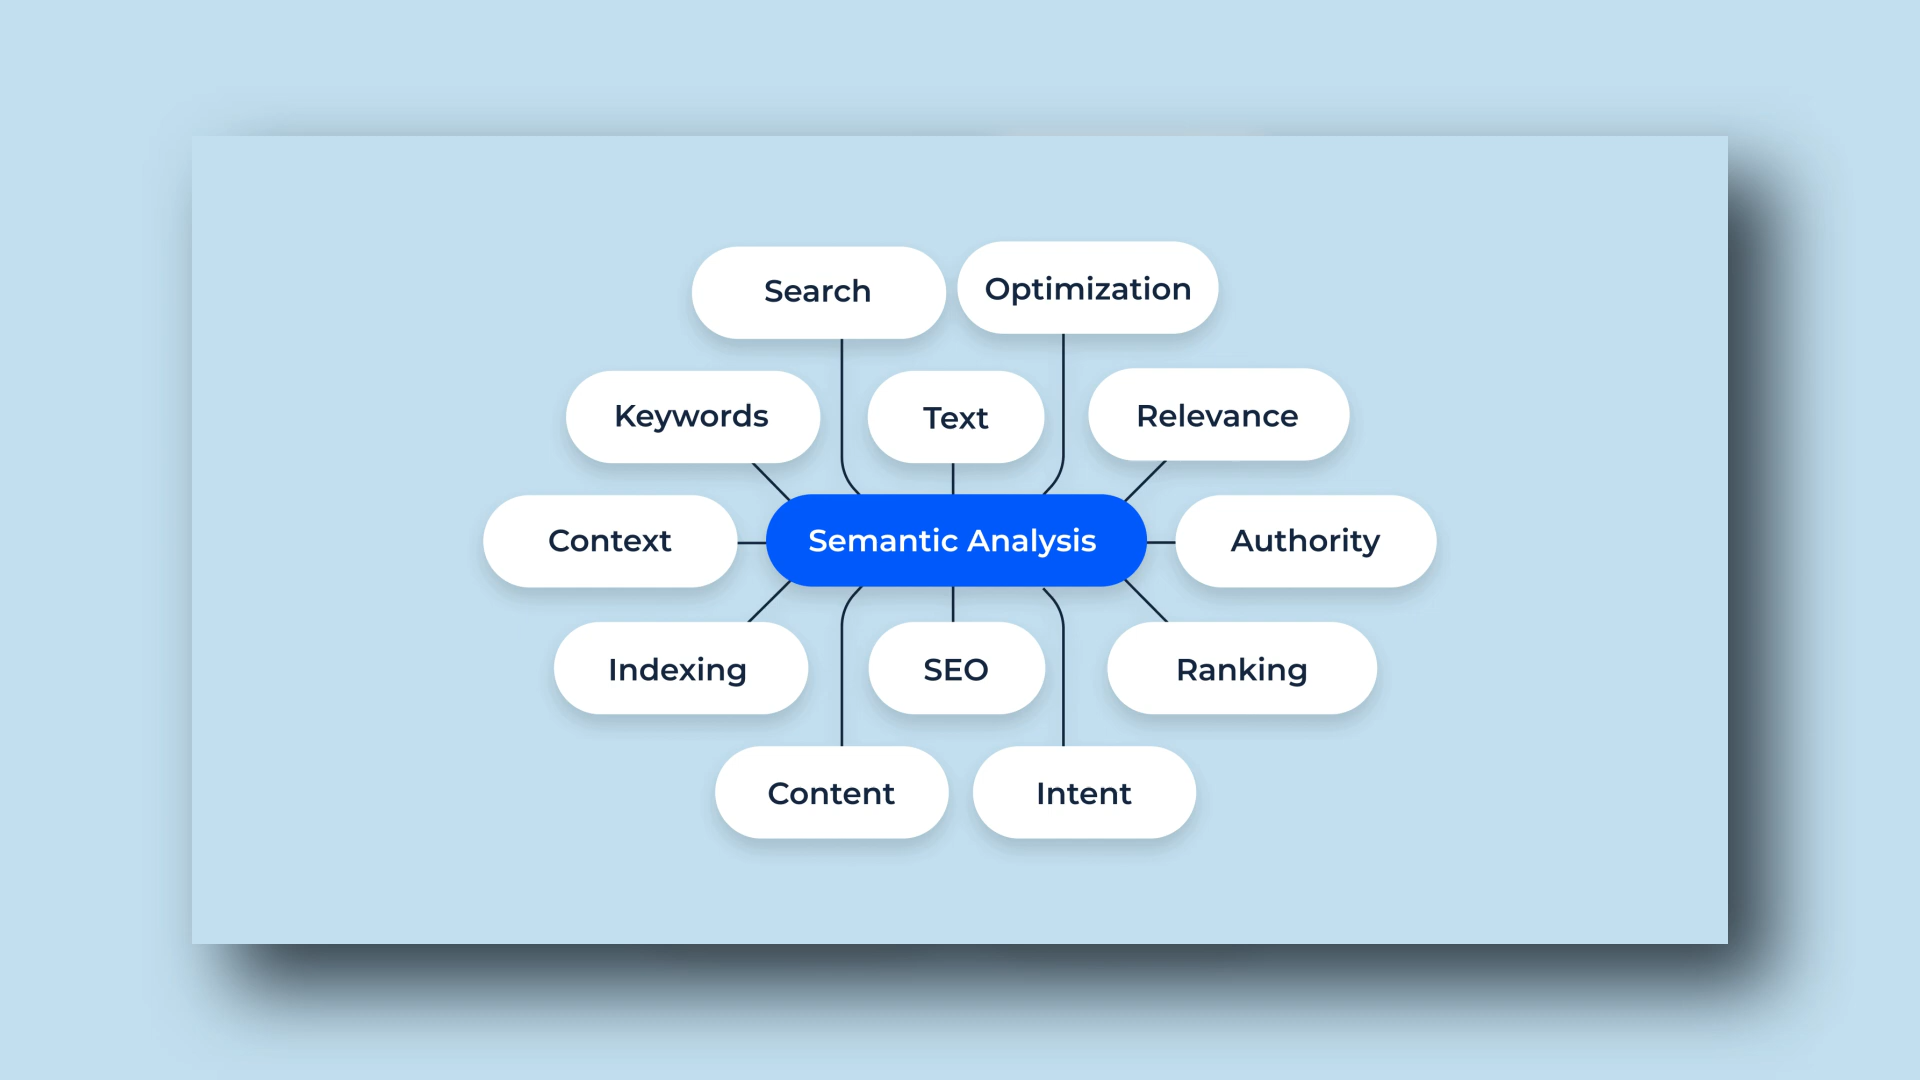 Search
Optimization
Keywords
Text
Relevance
Context
Semantic Analysis
Authority
Indexing
SEO
Ranking
Content
Intent